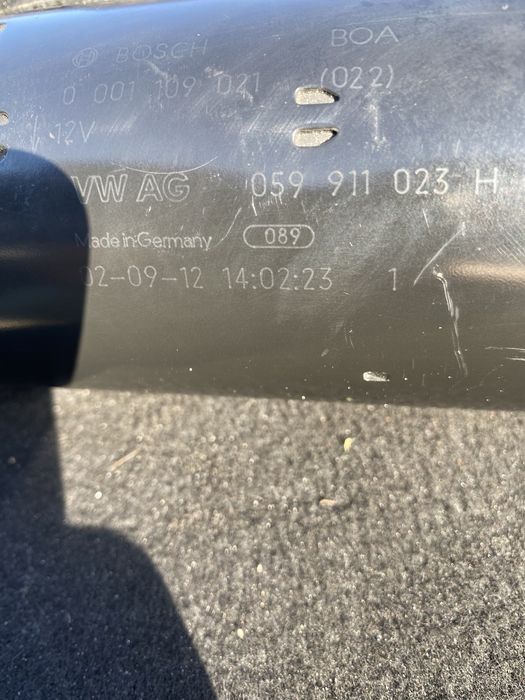 BOSCH BOA
0 001 109 021 (022)
12V
VW AG 059 911 023 H
Made in Germany 089
02-09-12 14:02:23 1